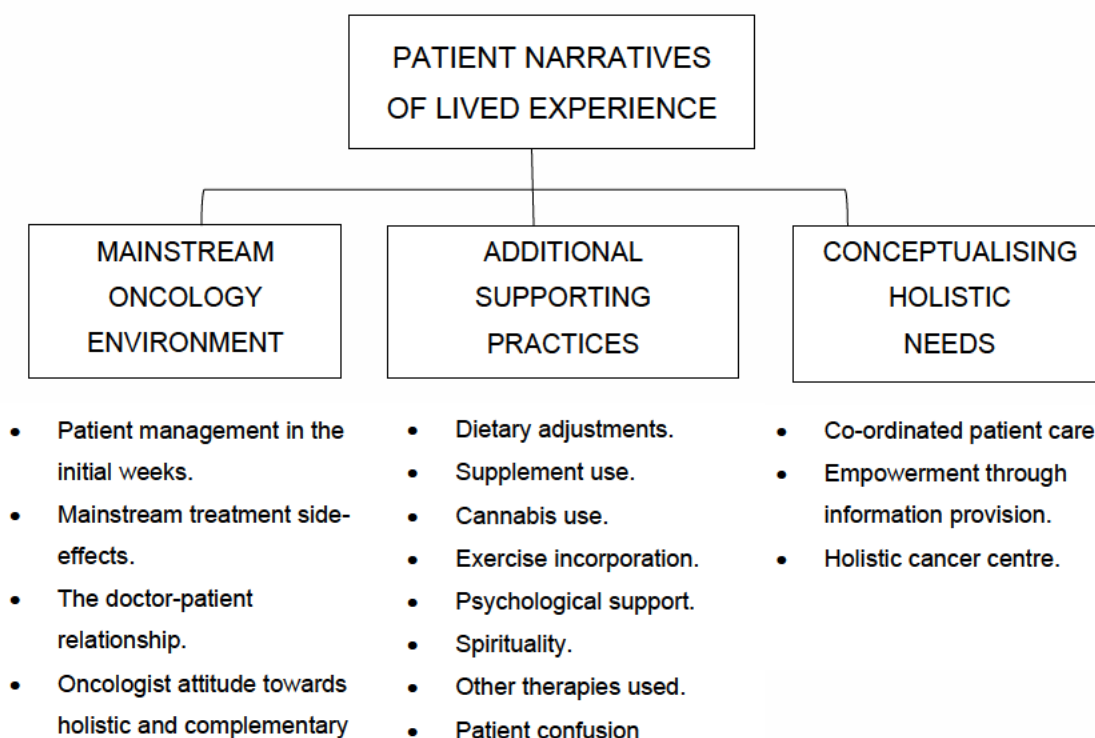 PATIENT NARRATIVES
OF LIVED EXPERIENCE
MAINSTREAM
ONCOLOGY
ENVIRONMENT
• Patient management in the
initial weeks.
• Mainstream treatment side-
effects.
• The doctor-patient
relationship.
• Oncologist attitude towards
holistic and complementary
ADDITIONAL
SUPPORTING
PRACTICES
• Dietary adjustments.
• Supplement use.
• Cannabis use.
• Exercise incorporation.
• Psychological support.
• Spirituality.
• Other therapies used.
• Patient confusion
CONCEPTUALISING
HOLISTIC
NEEDS
• Co-ordinated patient care
• Empowerment through
information provision.
• Holistic cancer centre.